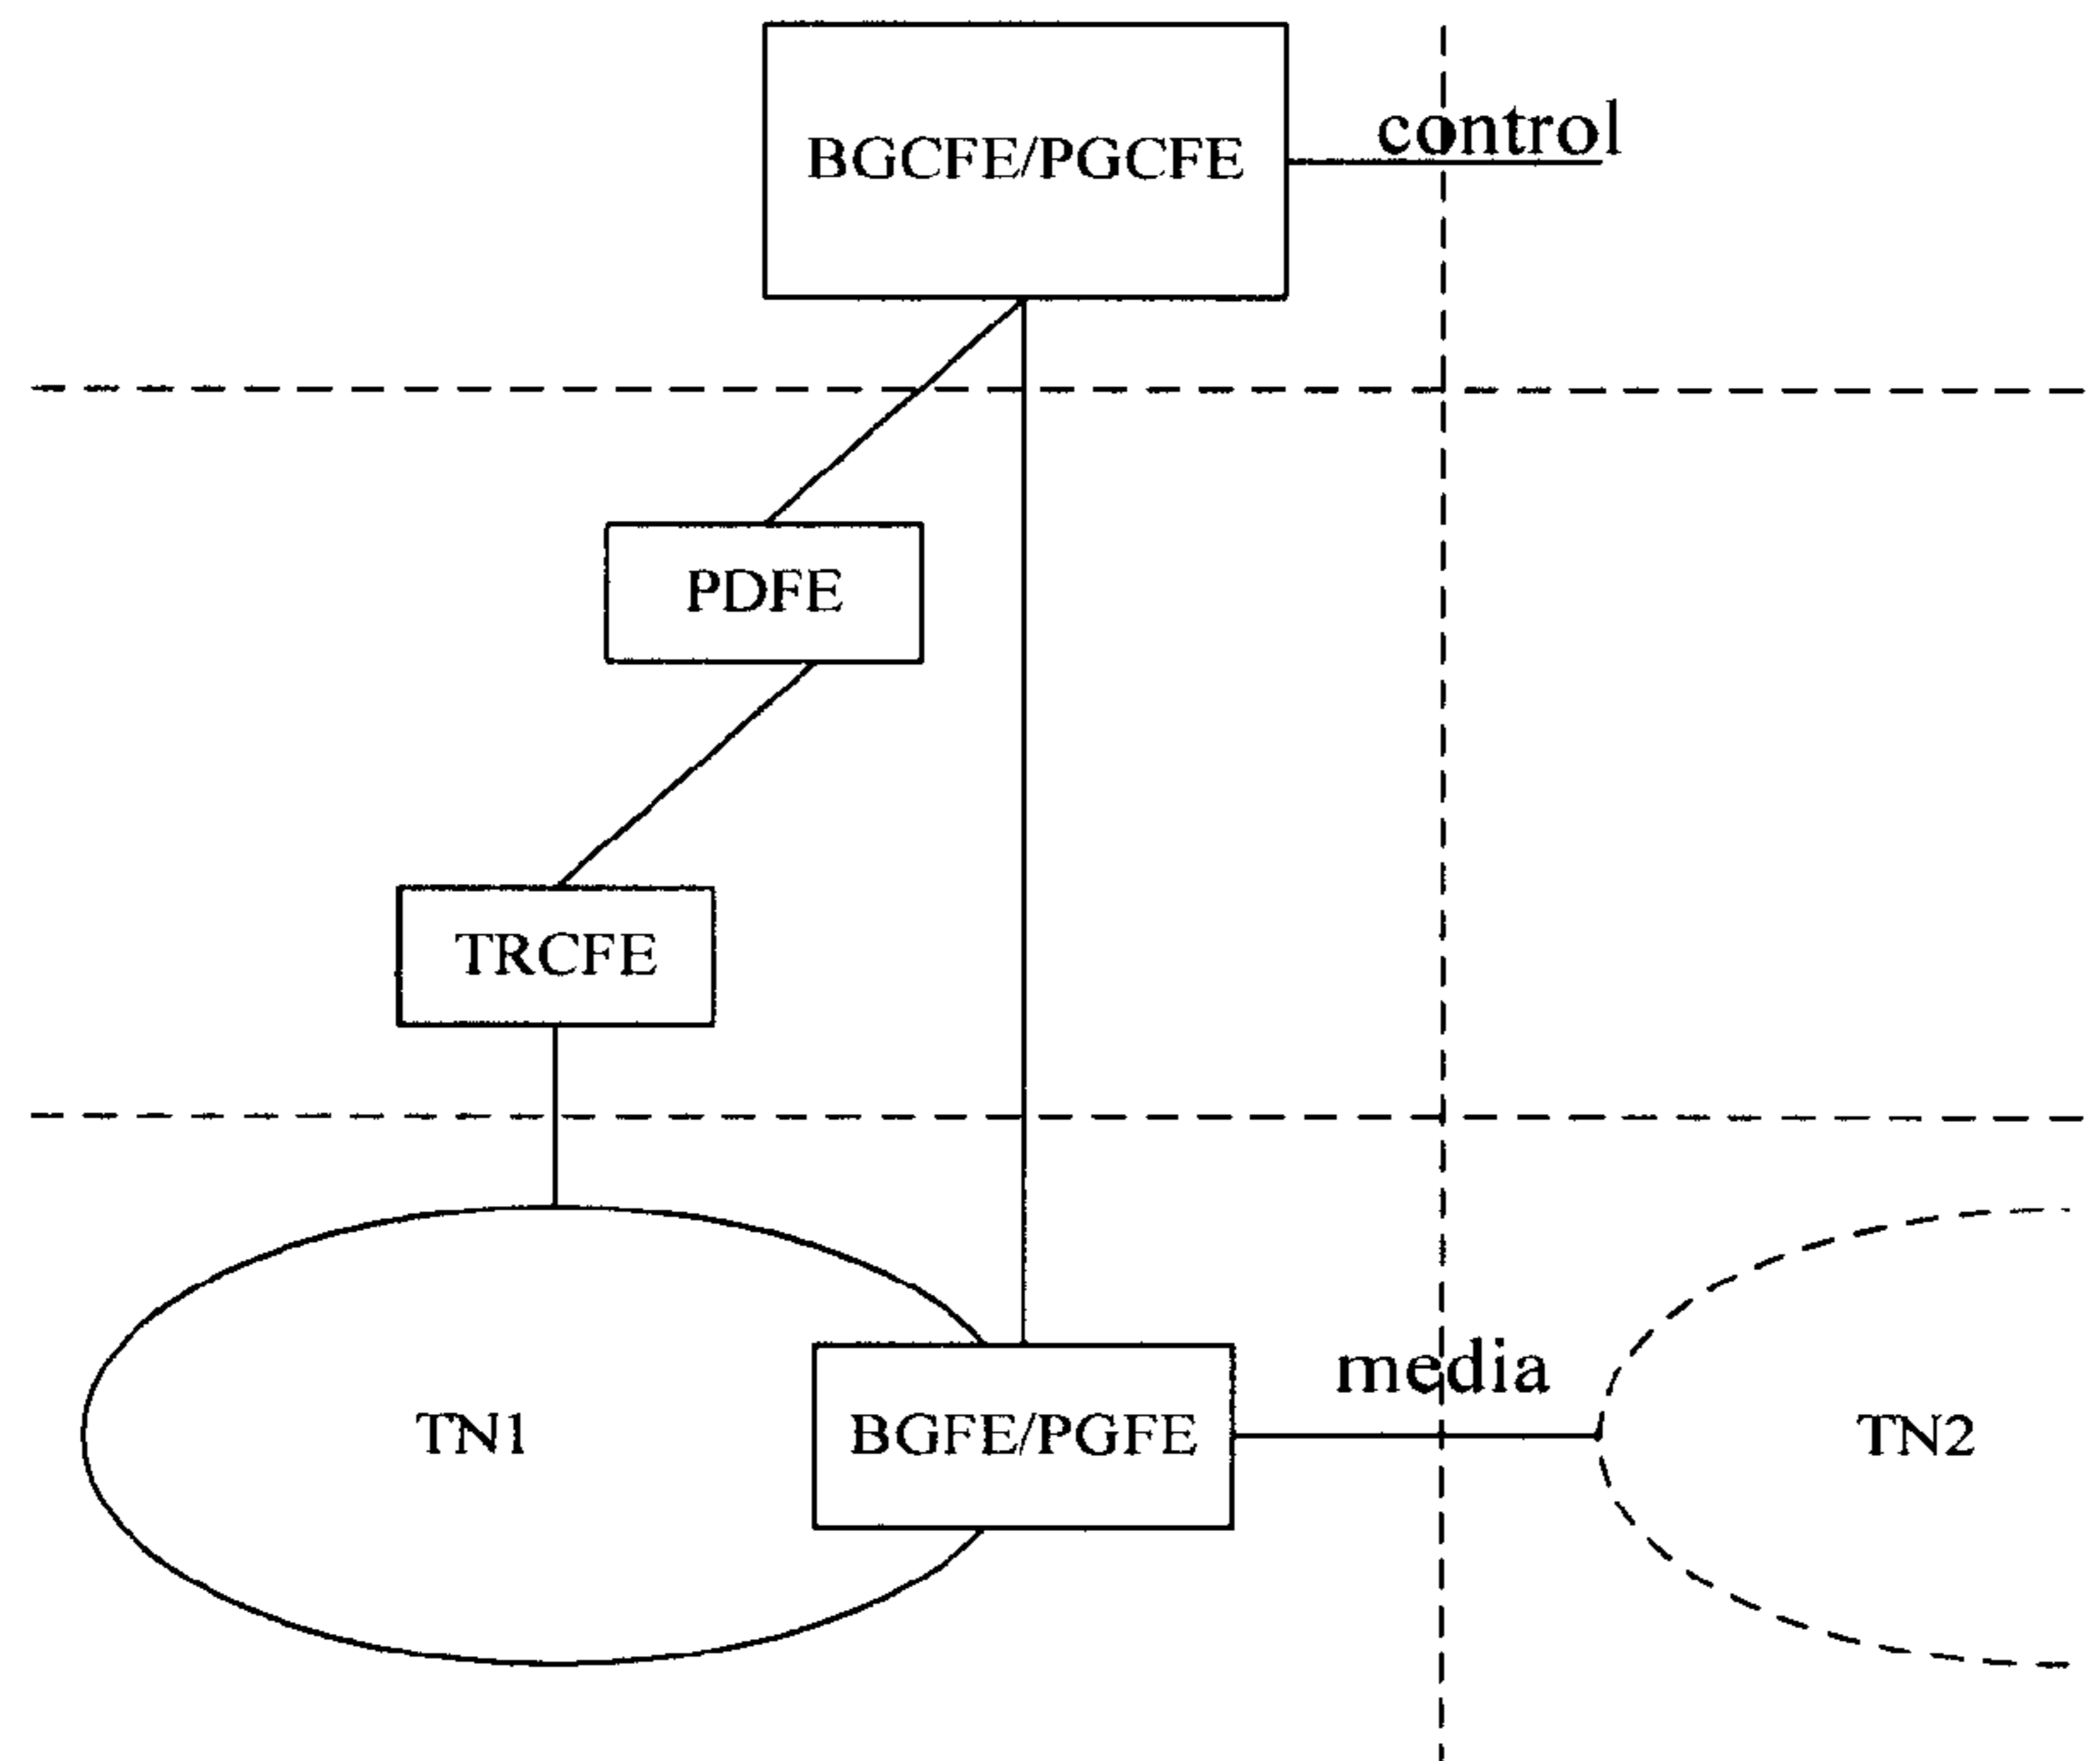 BGCFE/PGCFE
control
PDFE
TRCFE
media
TN1
BGFE/PGFE
TN2